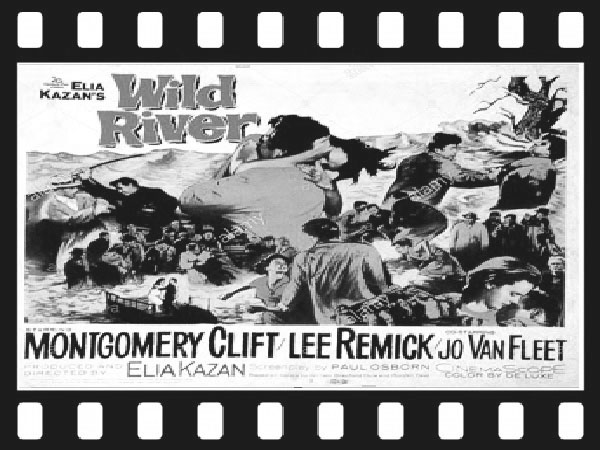 ELIA
KAZAN'S
Wild
River
MONTGOMERY CLIFT LEE REMICK JO VAN FLEET
PRODUCED AND
DIRECTED BY ELIA KAZAN Screenplay by PAUL OSBORN CINEMASCOPE
COLOR BY DE LUXE